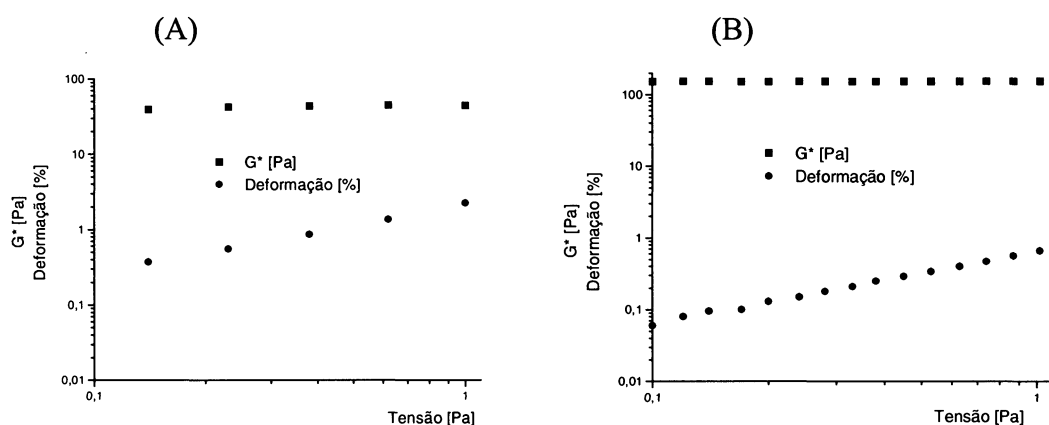 (A)
100
10
1
0,1
0,01
0,1
1
G* [Pa]
Deformação [%]
G* [Pa]
Deformação [%]
Tensão [Pa]
(B)
100
10
1
0,1
0,01
0,1
1
G* [Pa]
Deformação [%]
G* [Pa]
Deformação [%]
Tensão [Pa]